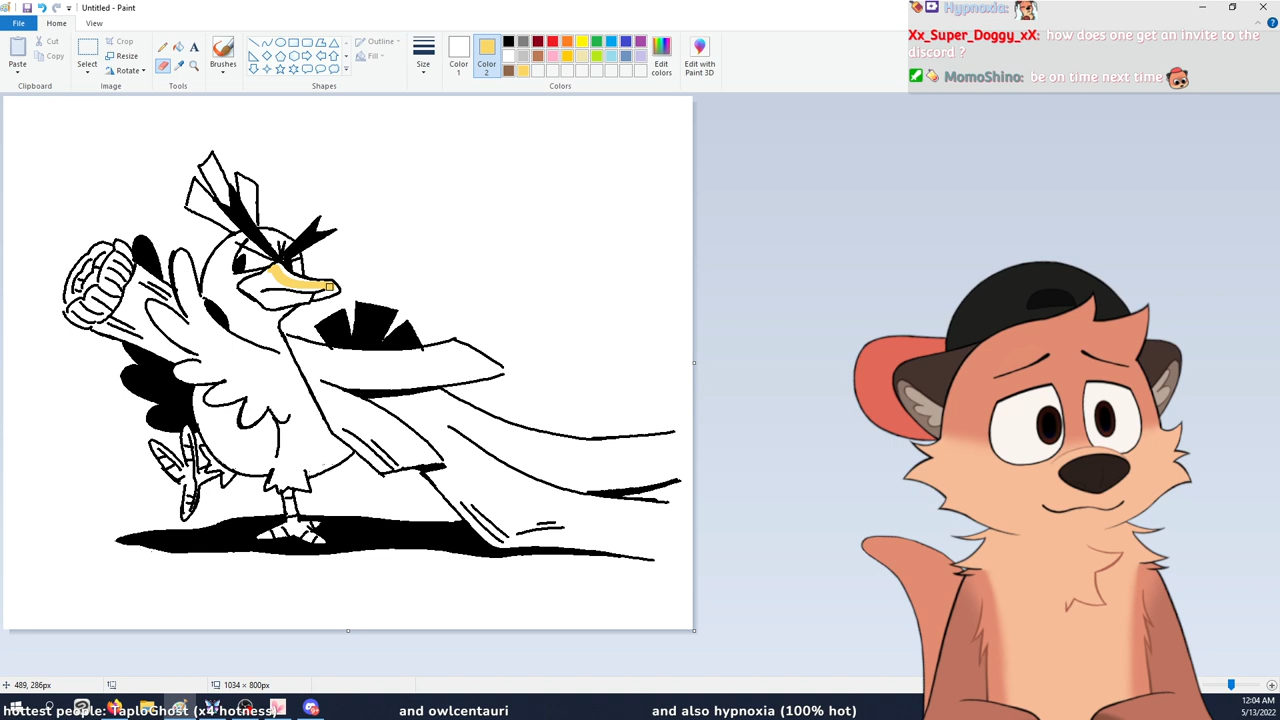 Untitled - Paint
File Home View
Paste
Cut
Copy
Clipboard
Select
Crop
Resize
Rotate
Image
Tools
Brushes
Shapes
Outline
Fill
Size
Color 1
Color 2
Colors
Edit colors
Edit with Paint 3D
Hypnoxia:
Xx_Super_Doggy_xX: how does one get an invite to the
discord ?
MomoShino: be on time next time
489, 286px
1034 × 800px
12:04 AM
5/13/2022
hottest people: TaploGhost (x4 hotness) and owlcentauri and also hypnoxia (100% hot)